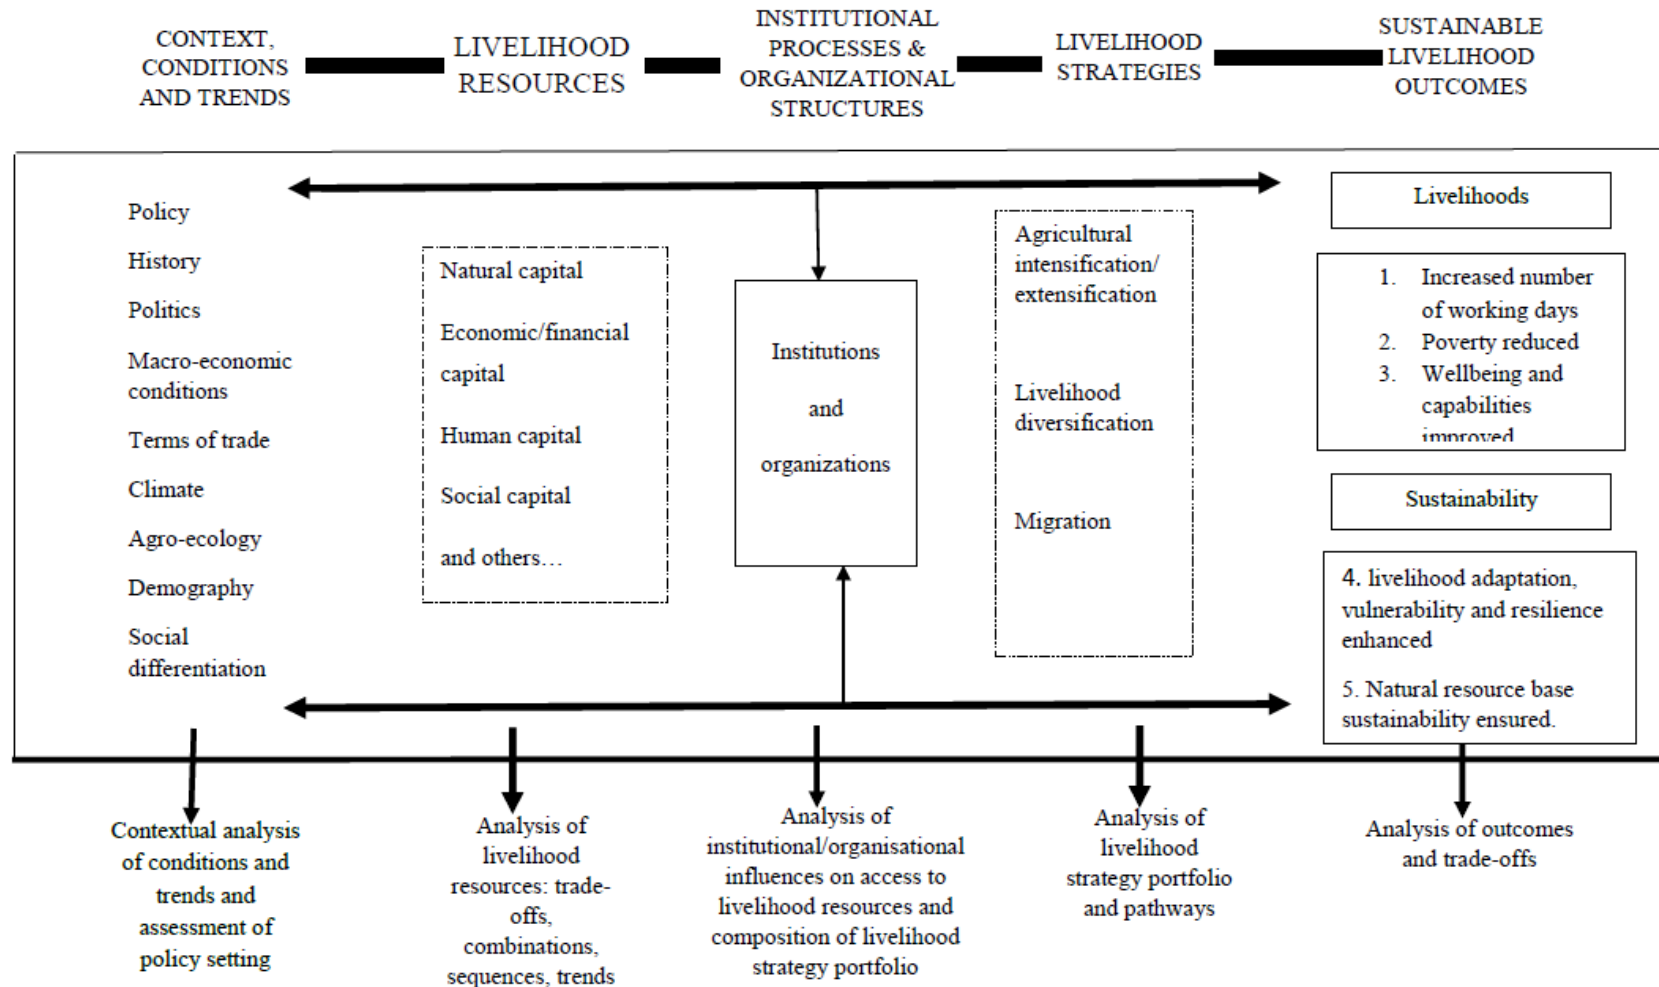 CONTEXT,
CONDITIONS
AND TRENDS
LIVELIHOOD
RESOURCES
INSTITUTIONAL
PROCESSES &
ORGANIZATIONAL
STRUCTURES
LIVELIHOOD
STRATEGIES
SUSTAINABLE
LIVELIHOOD
OUTCOMES
Policy
History
Politics
Macro-economic
conditions
Terms of trade
Climate
Agro-ecology
Demography
Social
differentiation
Natural capital
Economic/financial
capital
Human capital
Social capital
and others…
Institutions
and
organizations
Agricultural
intensification/
extensification
Livelihood
diversification
Migration
Livelihoods
1. Increased number
of working days
2. Poverty reduced
3. Wellbeing and
capabilities
improved
Sustainability
4. livelihood adaptation,
vulnerability and resilience
enhanced
5. Natural resource base
sustainability ensured.
Contextual analysis
of conditions and
trends and
assessment of
policy setting
Analysis of
livelihood
resources: trade-
offs,
combinations,
sequences, trends
Analysis of
institutional/organisational
influences on access to
livelihood resources and
composition of livelihood
strategy portfolio
Analysis of
livelihood
strategy portfolio
and pathways
Analysis of outcomes
and trade-offs